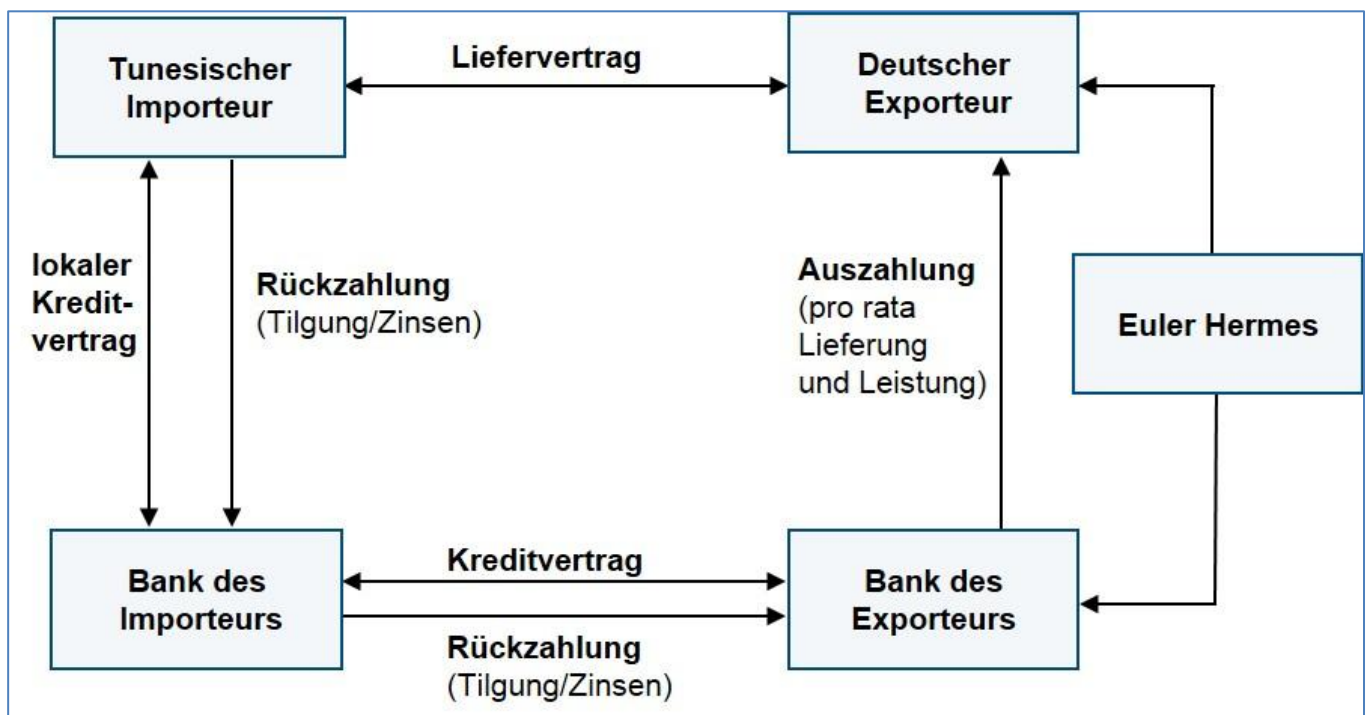 Tunesischer
Importeur
Liefervertrag
Deutscher
Exporteur
lokaler
Kredit-
vertrag
Rückzahlung
(Tilgung/Zinsen)
Auszahlung
(pro rata
Lieferung
und Leistung)
Euler Hermes
Bank des
Importeurs
Kreditvertrag
Rückzahlung
(Tilgung/Zinsen)
Bank des
Exporteurs